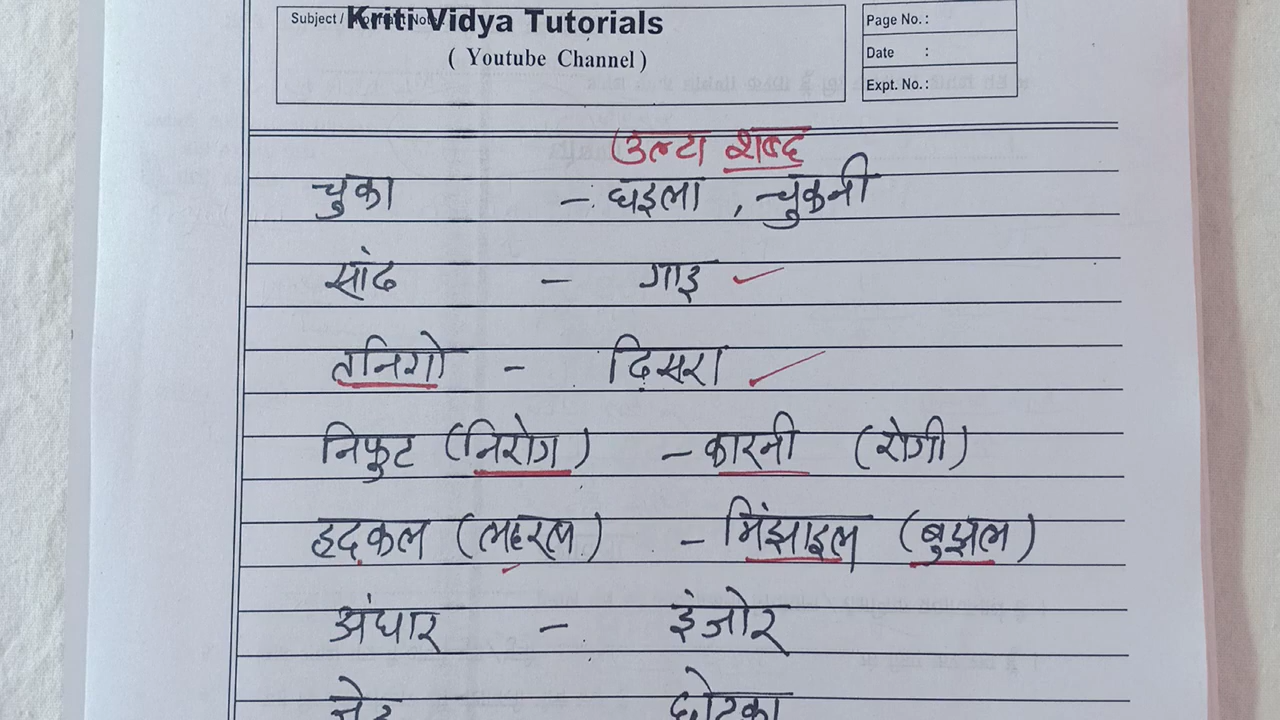 Kriti Vidya Tutorials
( Youtube Channel )
Subject /
Page No. :
Date :
Expt. No. :
उल्टा शब्द
चुका - घइला , चुकनी
सांढ - गाइ
तनिगो - दिसरा
निफुट (निरोग) - कारनी (रोगी)
हदकल (लहरल) - मिंझाइल (बुझल)
अंधार - इंजोर
छोटका